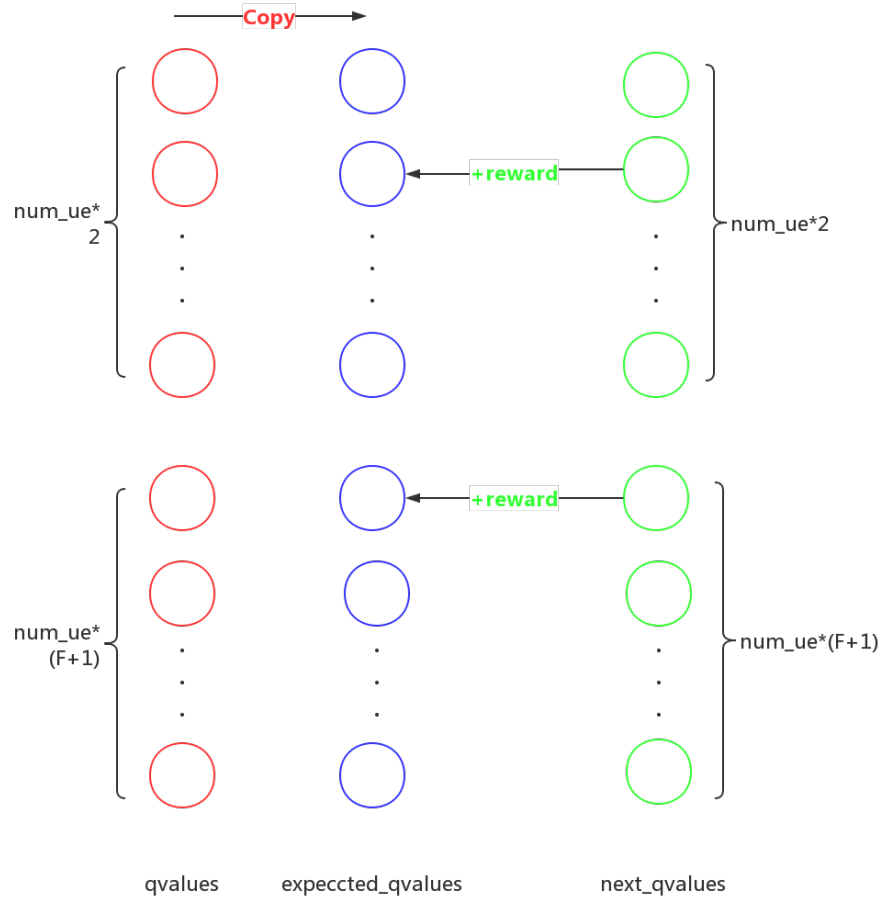 Copy
+reward
num_ue*
2
num_ue*2
+reward
num_ue*
(F+1)
num_ue*(F+1)
qvalues
expeccted_qvalues
next_qvalues